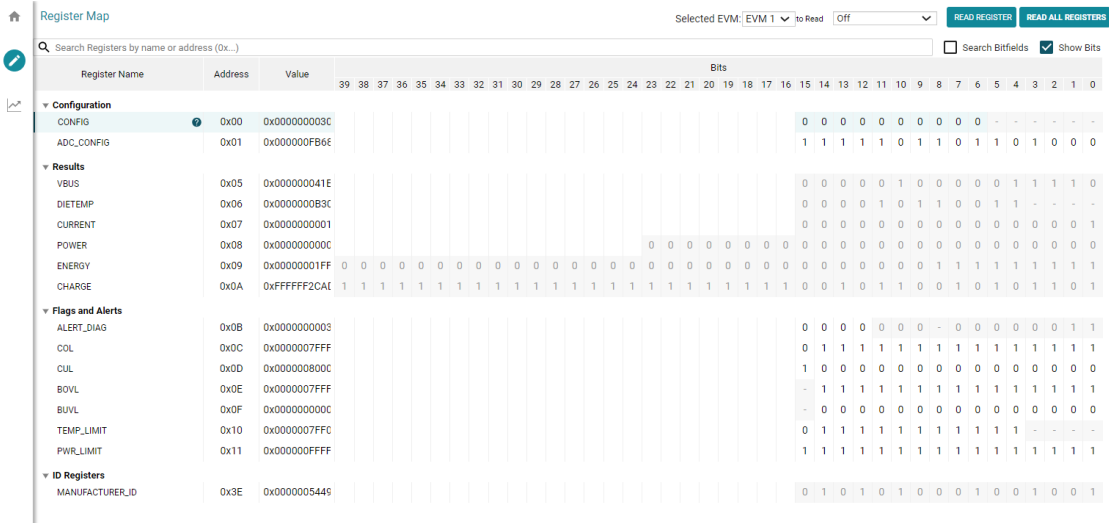 Register Map
Selected EVM: EVM 1 to Read Off READ REGISTER READ ALL REGISTERS
Search Registers by name or address (0x...) Search Bitfields Show Bits
Register Name Address Value Bits
39 38 37 36 35 34 33 32 31 30 29 28 27 26 25 24 23 22 21 20 19 18 17 16 15 14 13 12 11 10 9 8 7 6 5 4 3 2 1 0
Configuration
CONFIG ? 0x00 0x0000000030 0 0 0 0 0 0 0 0 0 0 - - - - - -
ADC_CONFIG 0x01 0x000000FB68 1 1 1 1 1 0 1 1 0 1 1 0 1 0 0 0
Results
VBUS 0x05 0x000000041E 0 0 0 0 0 1 0 0 0 0 0 1 1 1 1 0
DIETEMP 0x06 0x0000000B30 0 0 0 0 1 0 1 1 0 0 1 1 - - - -
CURRENT 0x07 0x0000000001 0 0 0 0 0 0 0 0 0 0 0 0 0 0 0 1
POWER 0x08 0x0000000000 0 0 0 0 0 0 0 0 0 0 0 0 0 0 0 0 0 0 0 0 0 0 0 0
ENERGY 0x09 0x00000001FF 0 0 0 0 0 0 0 0 0 0 0 0 0 0 0 0 0 0 0 0 0 0 0 0 0 0 0 0 0 0 0 1 1 1 1 1 1 1 1 1
CHARGE 0x0A 0xFFFFFF2CAD 1 1 1 1 1 1 1 1 1 1 1 1 1 1 1 1 1 1 1 1 1 1 1 1 0 0 1 0 1 1 0 0 1 0 1 0 1 1 0 1
Flags and Alerts
ALERT_DIAG 0x0B 0x0000000003 0 0 0 0 0 0 0 - 0 0 0 0 0 0 1 1
COL 0x0C 0x0000007FFF 0 1 1 1 1 1 1 1 1 1 1 1 1 1 1 1
CUL 0x0D 0x0000008000 1 0 0 0 0 0 0 0 0 0 0 0 0 0 0 0
BOVL 0x0E 0x0000007FFF - 1 1 1 1 1 1 1 1 1 1 1 1 1 1 1
BUVL 0x0F 0x0000000000 - 0 0 0 0 0 0 0 0 0 0 0 0 0 0 0
TEMP_LIMIT 0x10 0x0000007FF0 0 1 1 1 1 1 1 1 1 1 1 1 - - - -
PWR_LIMIT 0x11 0x000000FFFF 1 1 1 1 1 1 1 1 1 1 1 1 1 1 1 1
ID Registers
MANUFACTURER_ID 0x3E 0x0000005449 0 1 0 1 0 1 0 0 0 1 0 0 1 0 0 1